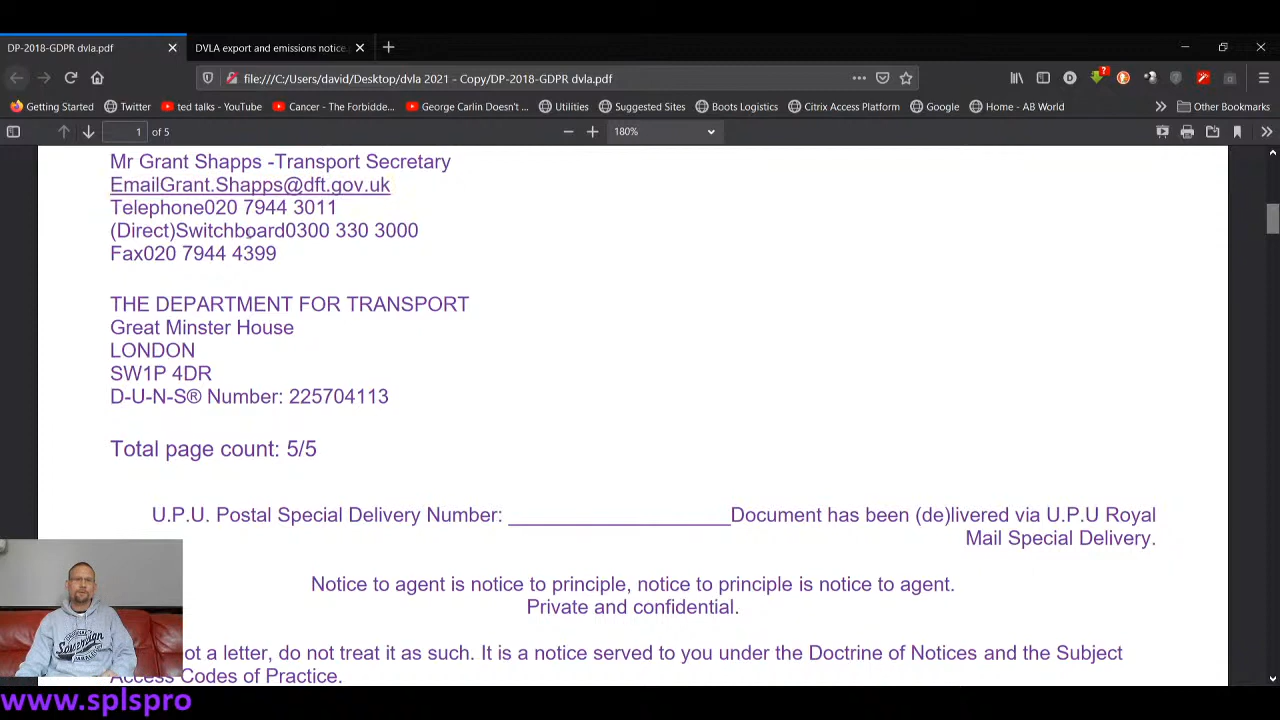 DP-2018-GDPR dvla.pdf
DVLA export and emissions notice
file:///C:/Users/david/Desktop/dvla 2021 - Copy/DP-2018-GDPR dvla.pdf
Getting Started Twitter ted talks - YouTube Cancer - The Forbidde... George Carlin Doesn't ... Utilities Suggested Sites Boots Logistics Citrix Access Platform Google Home - AB World Other Bookmarks
1 of 5
180%
Mr Grant Shapps -Transport Secretary
EmailGrant.Shapps@dft.gov.uk
Telephone020 7944 3011
(Direct)Switchboard0300 330 3000
Fax020 7944 4399
THE DEPARTMENT FOR TRANSPORT
Great Minster House
LONDON
SW1P 4DR
D-U-N-S® Number: 225704113
Total page count: 5/5
U.P.U. Postal Special Delivery Number: ____________________Document has been (de)livered via U.P.U Royal
Mail Special Delivery.
Notice to agent is notice to principle, notice to principle is notice to agent.
Private and confidential.
ot a letter, do not treat it as such. It is a notice served to you under the Doctrine of Notices and the Subject
Access Codes of Practice.
Sovereign
www.splspro